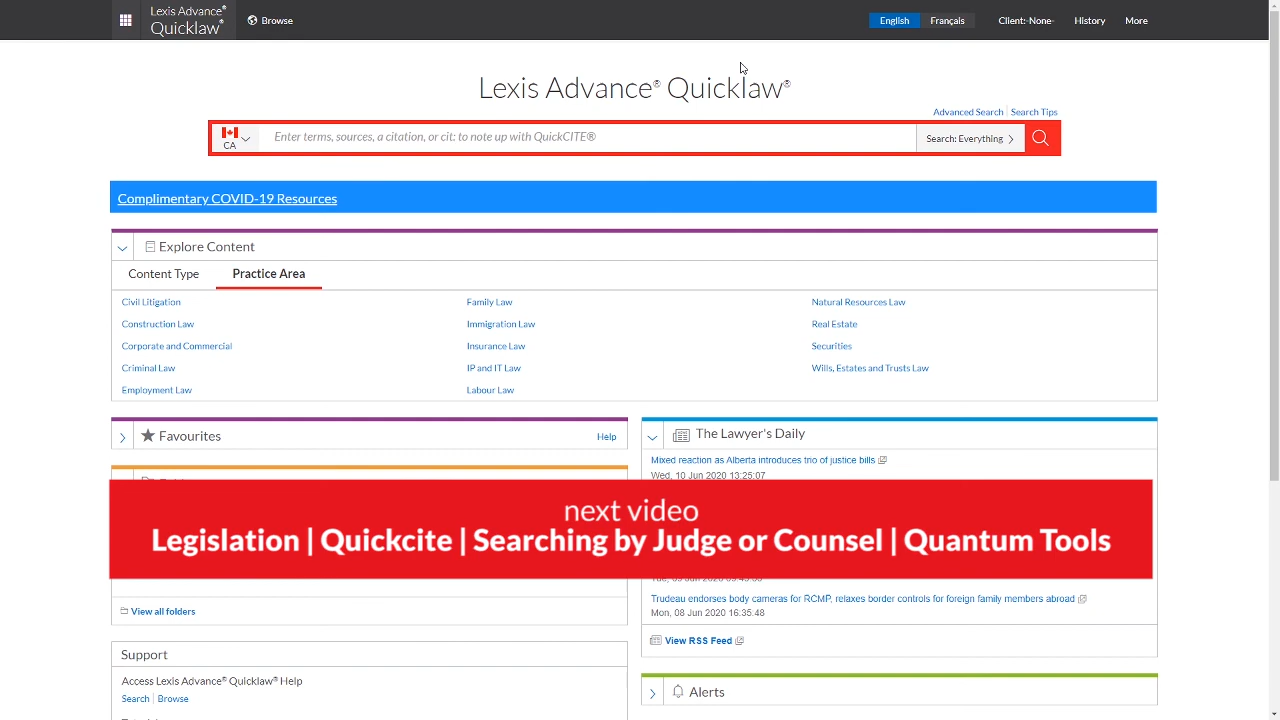 Lexis Advance®
Quicklaw®
Browse
English
Français
Client:-None-
History
More
Lexis Advance® Quicklaw®
Advanced Search
Search Tips
CA
Enter terms, sources, a citation, or cit: to note up with QuickCITE®
Search: Everything
Complimentary COVID-19 Resources
Explore Content
Content Type
Practice Area
Civil Litigation
Construction Law
Corporate and Commercial
Criminal Law
Employment Law
Family Law
Immigration Law
Insurance Law
IP and IT Law
Labour Law
Natural Resources Law
Real Estate
Securities
Wills, Estates and Trusts Law
Favourites
Help
The Lawyer's Daily
Mixed reaction as Alberta introduces trio of justice bills
Wed, 10 Jun 2020 13:25:07
next video
Legislation | Quickcite | Searching by Judge or Counsel | Quantum Tools
Trudeau endorses body cameras for RCMP, relaxes border controls for foreign family members abroad
Mon, 08 Jun 2020 16:35:48
View all folders
View RSS Feed
Support
Access Lexis Advance® Quicklaw® Help
Search
Browse
Alerts